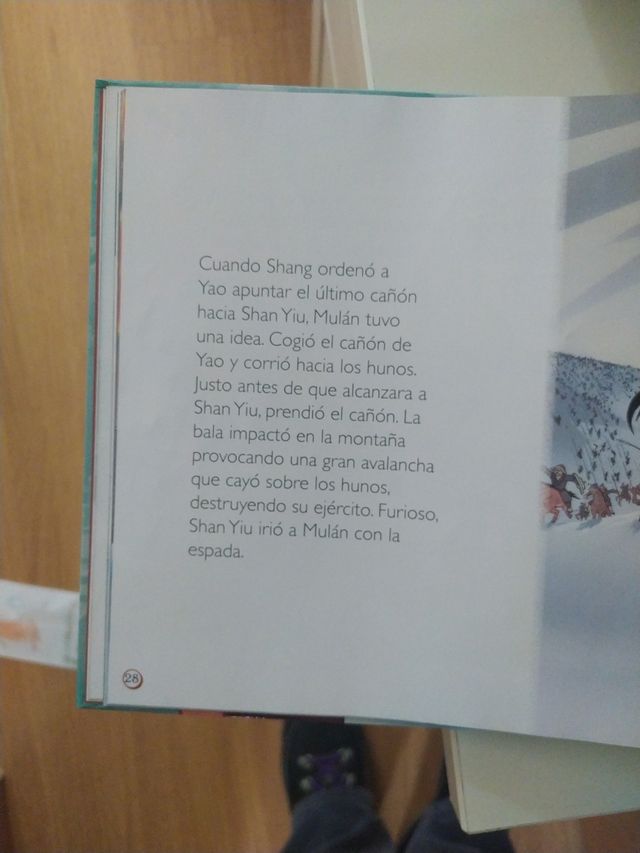 Cuando Shang ordenó a
Yao apuntar el último cañón
hacia Shan Yiu, Mulán tuvo
una idea. Cogió el cañón de
Yao y corrió hacia los hunos.
Justo antes de que alcanzara a
Shan Yiu, prendió el cañón. La
bala impactó en la montaña
provocando una gran avalancha
que cayó sobre los hunos,
destruyendo su ejército. Furioso,
Shan Yiu irió a Mulán con la
espada.
28